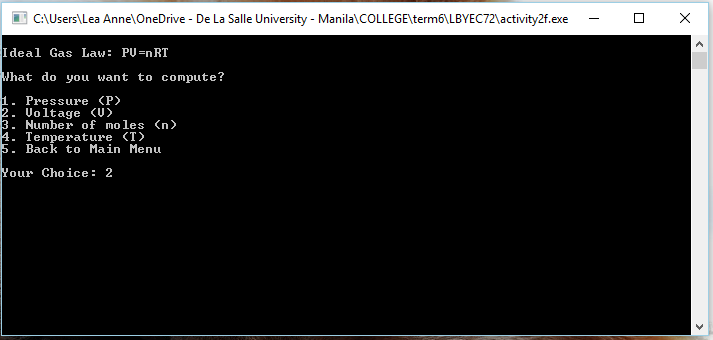 C:\Users\Lea Anne\OneDrive - De La Salle University - Manila\COLLEGE\term6\LBYEC72\activity2f.exe
Ideal Gas Law: PV=nRT
What do you want to compute?
1. Pressure (P)
2. Voltage (V)
3. Number of moles (n)
4. Temperature (T)
5. Back to Main Menu
Your Choice: 2